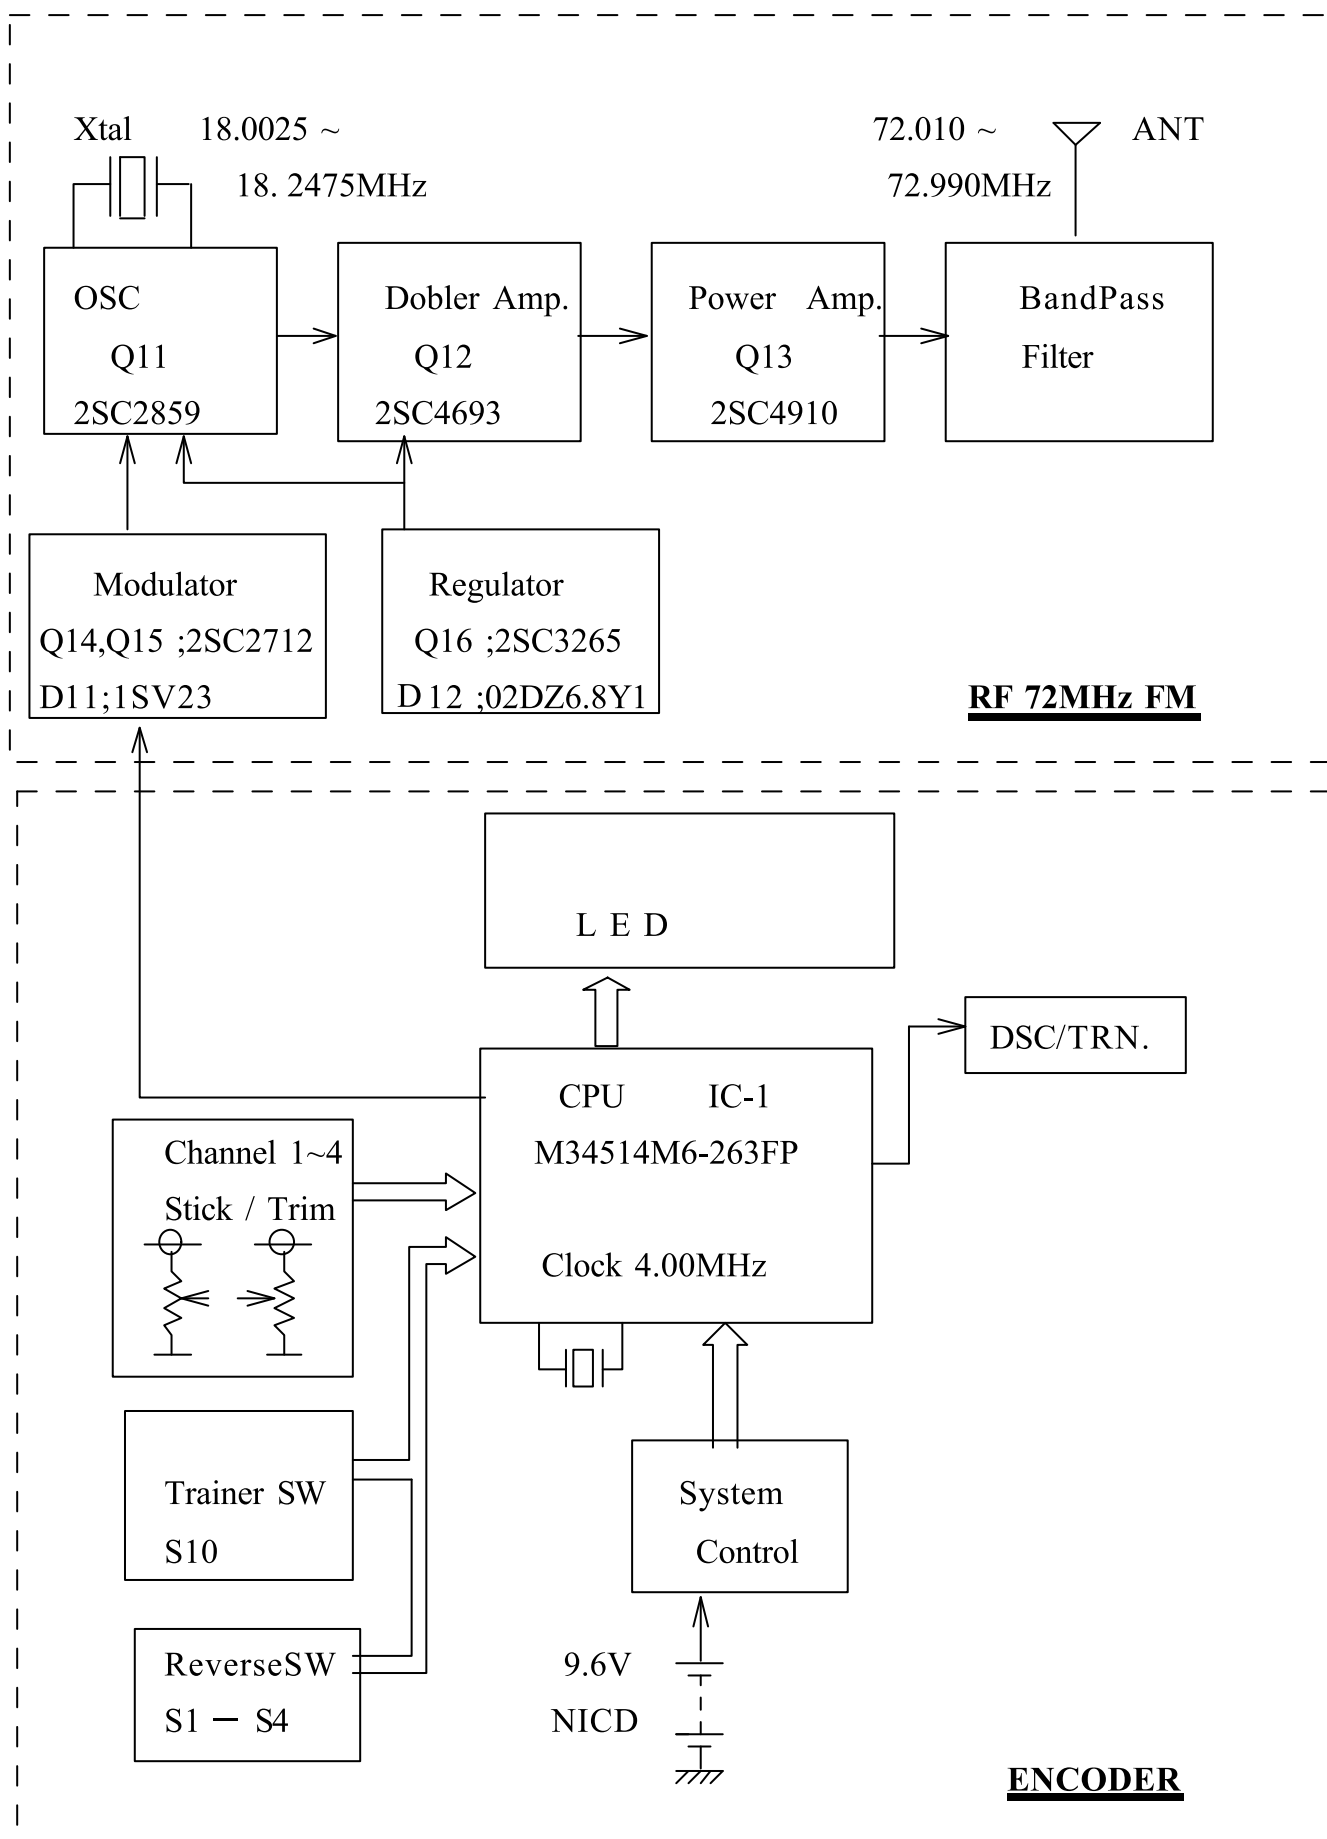 Xtal 18.0025 ~
18. 2475MHz
72.010 ~ ANT
72.990MHz
OSC
Q11
2SC2859
Dobler Amp.
Q12
2SC4693
Power Amp.
Q13
2SC4910
BandPass
Filter
Modulator
Q14,Q15 ;2SC2712
D11;1SV23
Regulator
Q16 ;2SC3265
D12 ;02DZ6.8Y1
RF 72MHz FM
L E D
DSC/TRN.
CPU IC-1
M34514M6-263FP
Clock 4.00MHz
Channel 1~4
Stick / Trim
Trainer SW
S10
System
Control
ReverseSW
S1 — S4
9.6V
NICD
ENCODER